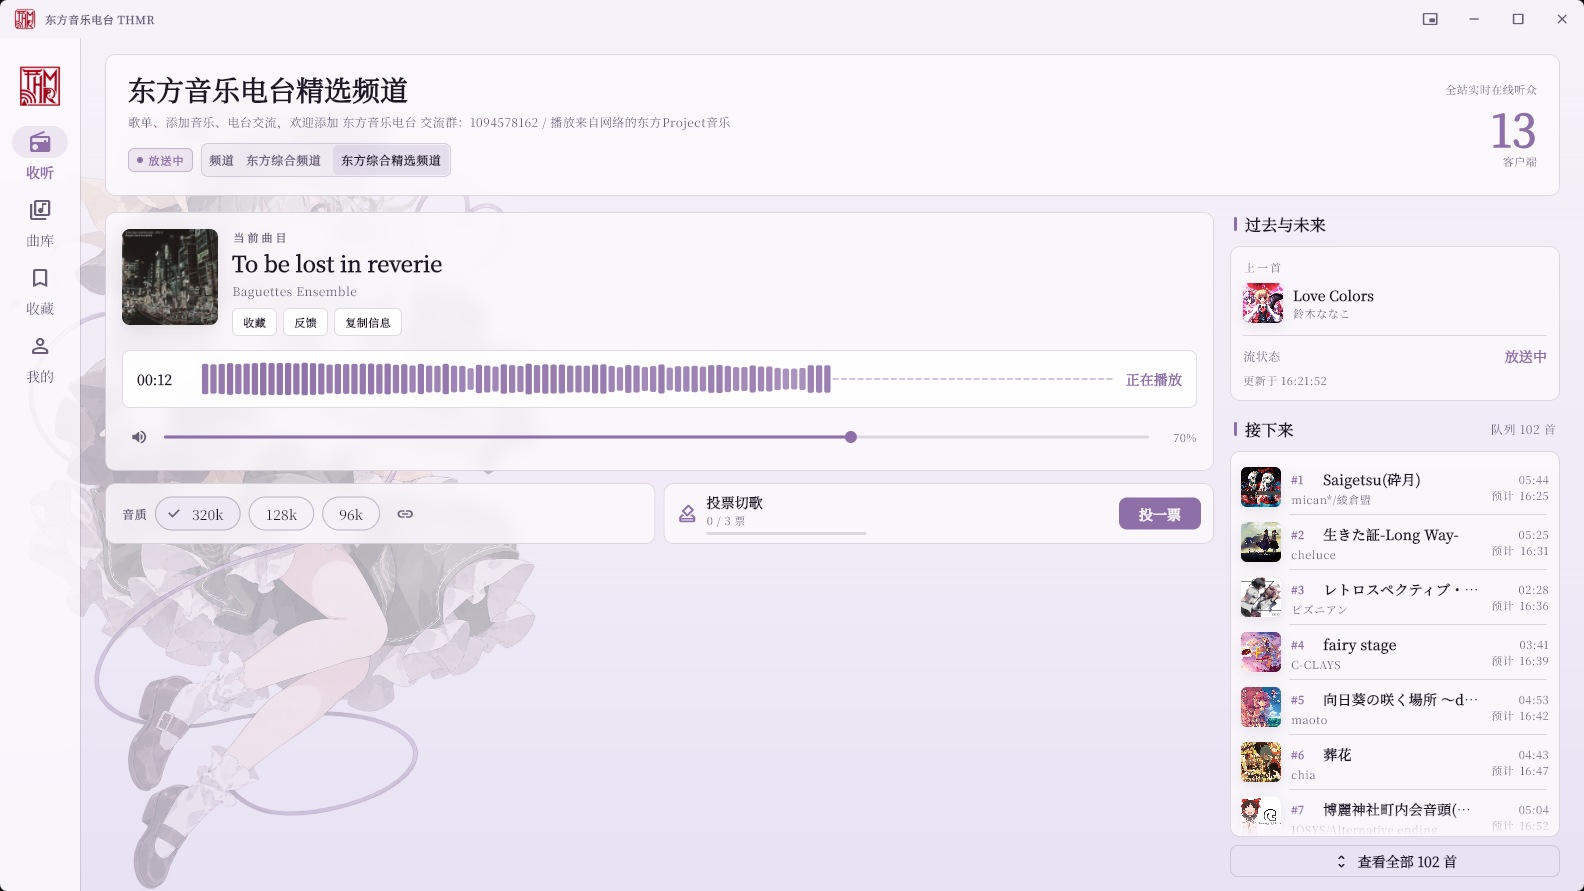 东方音乐电台 THMR
收听
曲库
收藏
我的
东方音乐电台精选频道
歌单、添加音乐、电台交流，欢迎添加 东方音乐电台 交流群：1094578162 / 播放来自网络的东方Project音乐
放送中
频道 东方综合频道 东方综合精选频道
全站实时在线听众
13
客户端
当前曲目
To be lost in reverie
Baguettes Ensemble
收藏 反馈 复制信息
00:12
正在播放
70%
音质 320k 128k 96k
投票切歌
0 / 3 票
投一票
过去与未来
上一首
Love Colors
鈴木ななこ
流状态 放送中
更新于 16:21:52
接下来 队列 102 首
#1 Saigetsu(砕月) 05:44
mican*/綾倉盟 预计 16:25
#2 生きた証-Long Way- 05:25
cheluce 预计 16:31
#3 レトロスペクティブ・… 02:28
ビズニアン 预计 16:36
#4 fairy stage 03:41
C-CLAYS 预计 16:39
#5 向日葵の咲く場所 ～d… 04:53
maoto 预计 16:42
#6 葬花 04:43
chia 预计 16:47
#7 博麗神社町内会音頭(… 05:04
IOSYS/Alternative ending 预计 16:52
查看全部 102 首